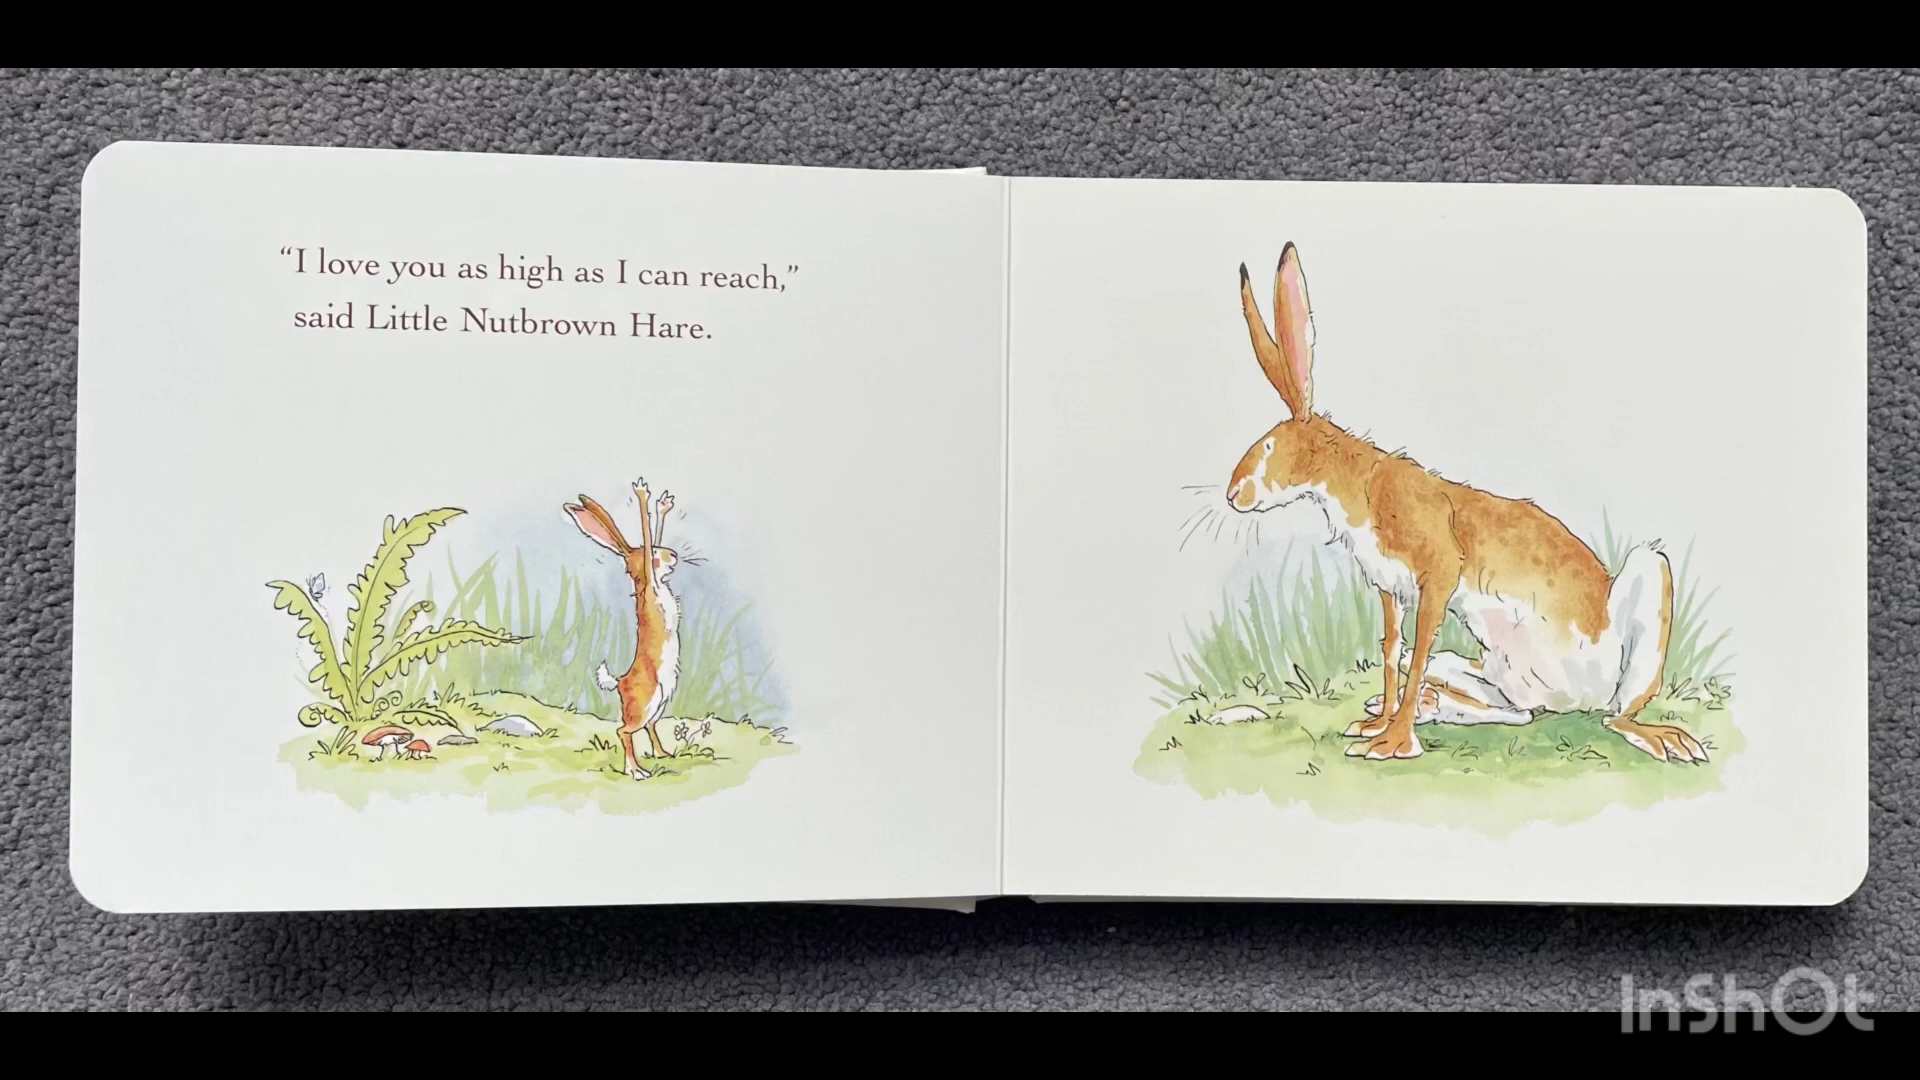 “I love you as high as I can reach,”
said Little Nutbrown Hare.
InShOt